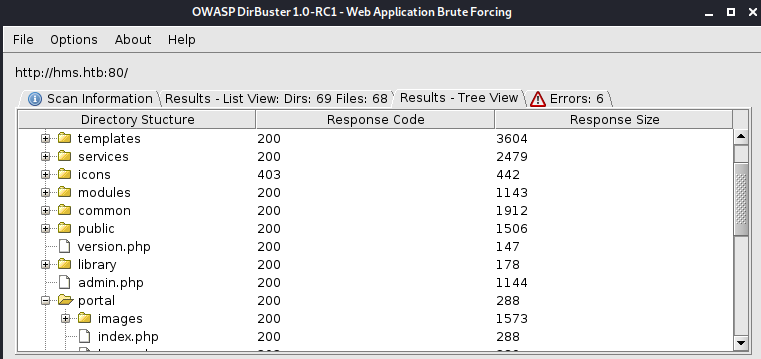 OWASP DirBuster 1.0-RC1 - Web Application Brute Forcing
File Options About Help
http://hms.htb:80/
Scan Information Results - List View: Dirs: 69 Files: 68 Results - Tree View Errors: 6
Directory Stucture Response Code Response Size
templates 200 3604
services 200 2479
icons 403 442
modules 200 1143
common 200 1912
public 200 1506
version.php 200 147
library 200 178
admin.php 200 1144
portal 200 288
images 200 1573
index.php 200 288